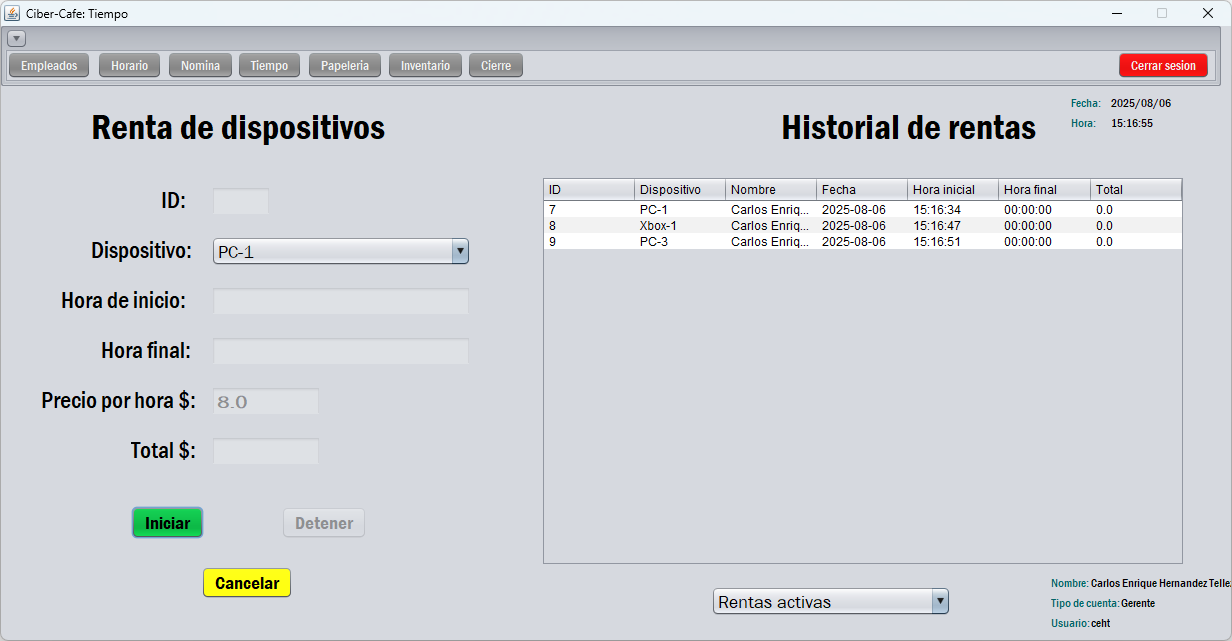 Ciber-Cafe: Tiempo
Empleados Horario Nomina Tiempo Papeleria Inventario Cierre Cerrar sesion
Fecha: 2025/08/06
Hora: 15:16:55
Renta de dispositivos
Historial de rentas
ID:
Dispositivo: PC-1
Hora de inicio:
Hora final:
Precio por hora $: 8.0
Total $:
Iniciar Detener
Cancelar
ID Dispositivo Nombre Fecha Hora inicial Hora final Total
7 PC-1 Carlos Enriq... 2025-08-06 15:16:34 00:00:00 0.0
8 Xbox-1 Carlos Enriq... 2025-08-06 15:16:47 00:00:00 0.0
9 PC-3 Carlos Enriq... 2025-08-06 15:16:51 00:00:00 0.0
Rentas activas
Nombre: Carlos Enrique Hernandez Telle
Tipo de cuenta: Gerente
Usuario: ceht